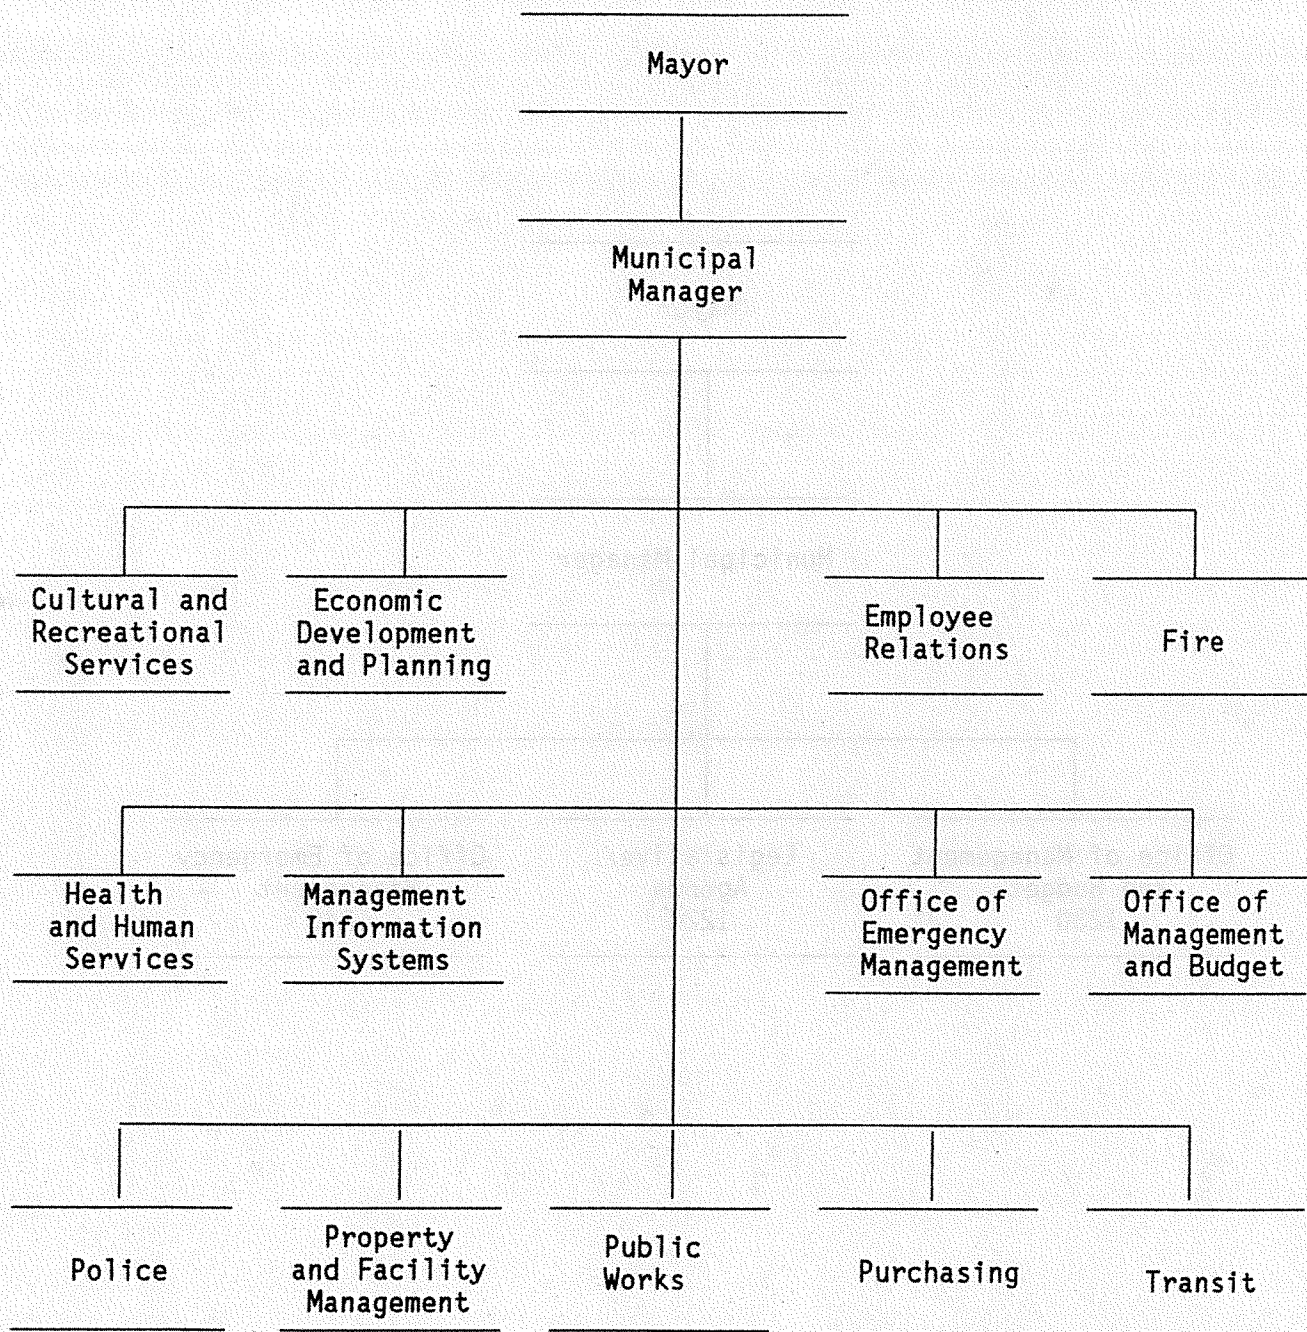 Mayor
Municipal
Manager
Cultural and
Recreational
Services
Economic
Development
and Planning
Employee
Relations
Fire
Health
and Human
Services
Management
Information
Systems
Office of
Emergency
Management
Office of
Management
and Budget
Police
Property
and Facility
Management
Public
Works
Purchasing
Transit